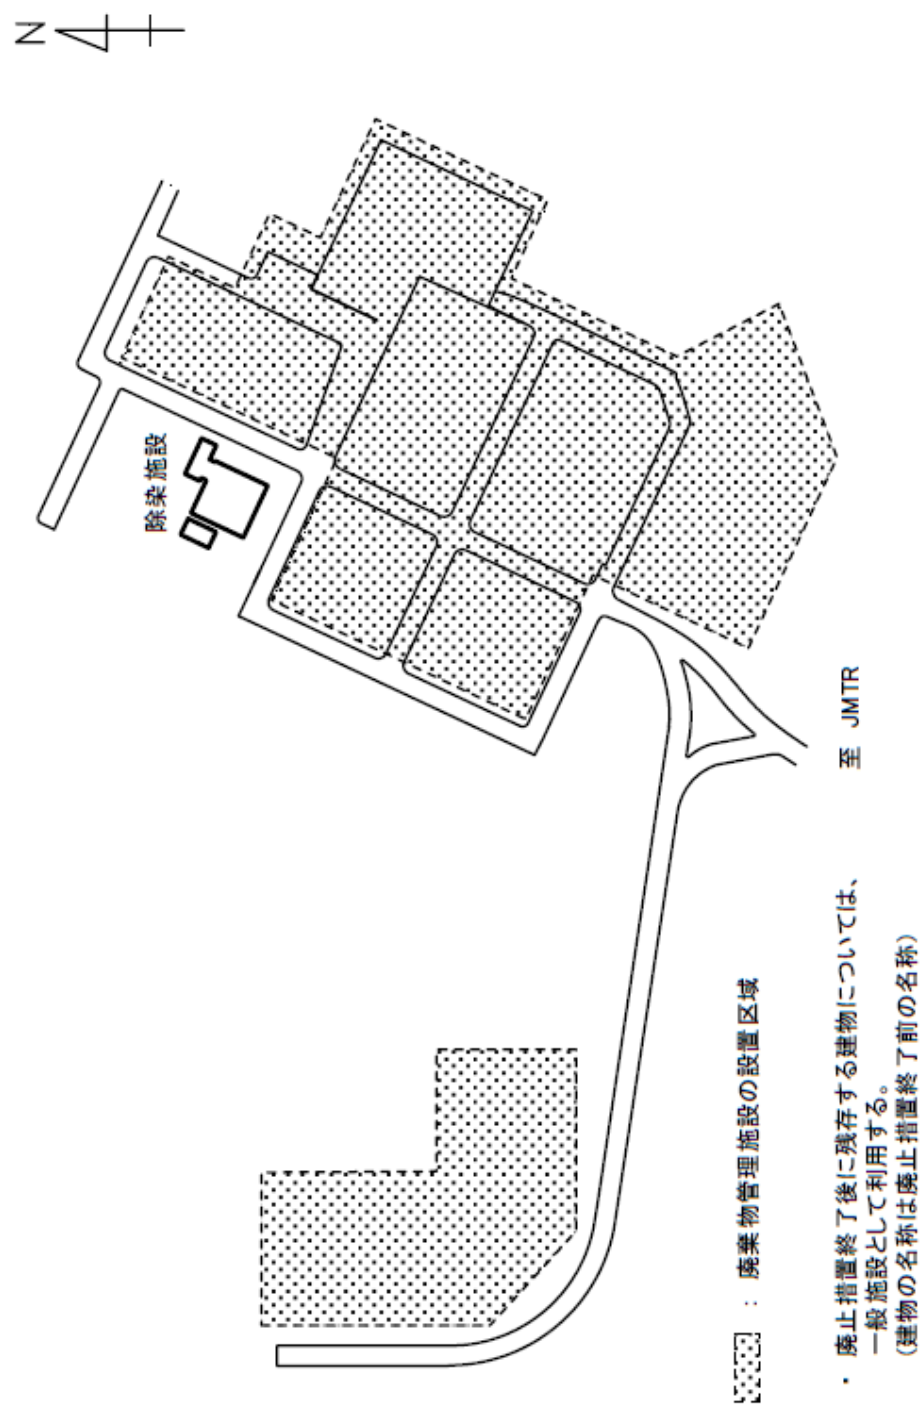 N
除染施設
至 JMTR
： 廃棄物管理施設の設置区域
・ 廃止措置終了後に残存する建物については、
一般施設として利用する。
（建物の名称は廃止措置終了前の名称）